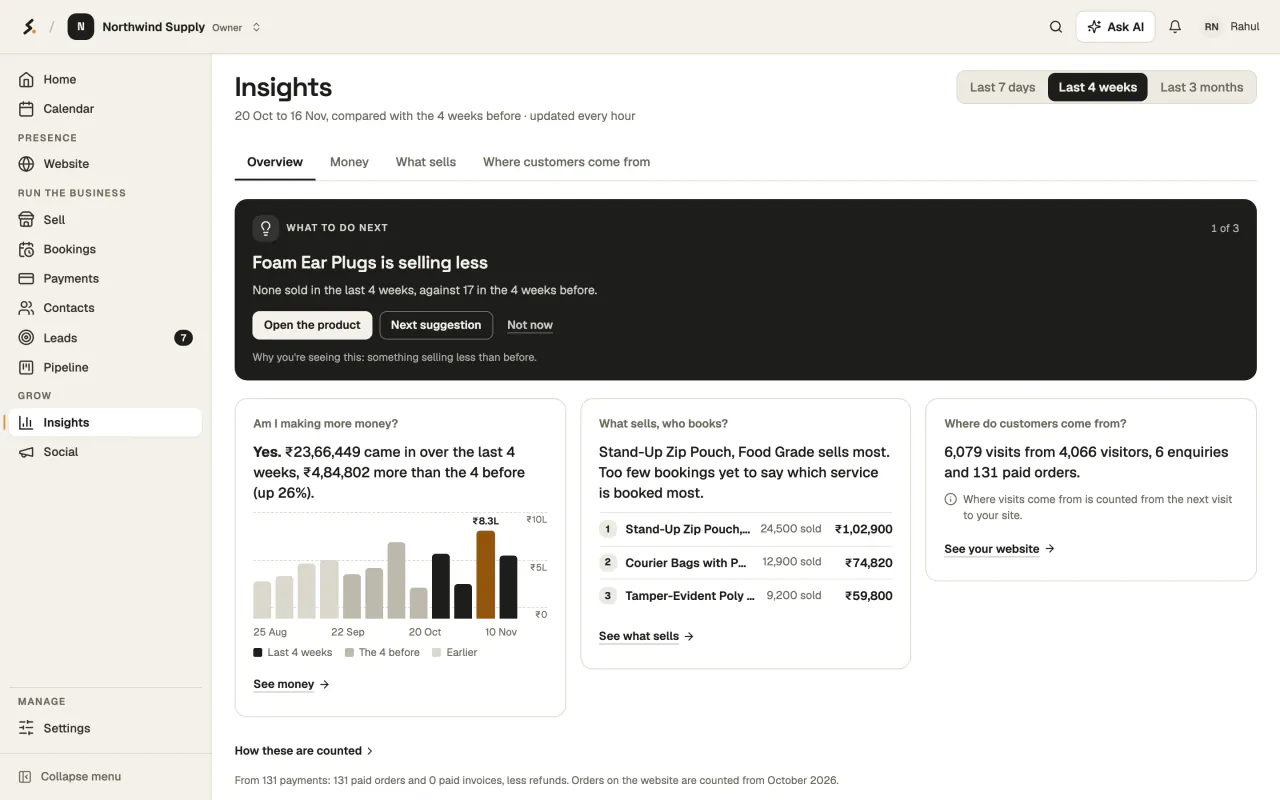 / N Northwind Supply Owner
Ask AI RN Rahul
Home
Calendar
PRESENCE
Website
RUN THE BUSINESS
Sell
Bookings
Payments
Contacts
Leads 7
Pipeline
GROW
Insights
Social
MANAGE
Settings
Collapse menu
Insights
20 Oct to 16 Nov, compared with the 4 weeks before · updated every hour
Last 7 days Last 4 weeks Last 3 months
Overview Money What sells Where customers come from
WHAT TO DO NEXT 1 of 3
Foam Ear Plugs is selling less
None sold in the last 4 weeks, against 17 in the 4 weeks before.
Open the product Next suggestion Not now
Why you're seeing this: something selling less than before.
Am I making more money?
Yes. ₹23,66,449 came in over the last 4
weeks, ₹4,84,802 more than the 4 before
(up 26%).
₹8.3L ₹10L
₹5L
₹0
25 Aug 22 Sep 20 Oct 10 Nov
Last 4 weeks The 4 before Earlier
See money →
What sells, who books?
Stand-Up Zip Pouch, Food Grade sells most.
Too few bookings yet to say which service
is booked most.
1 Stand-Up Zip Pouch,... 24,500 sold ₹1,02,900
2 Courier Bags with P... 12,900 sold ₹74,820
3 Tamper-Evident Poly ... 9,200 sold ₹59,800
See what sells →
Where do customers come from?
6,079 visits from 4,066 visitors, 6 enquiries
and 131 paid orders.
Where visits come from is counted from the next visit
to your site.
See your website →
How these are counted >
From 131 payments: 131 paid orders and 0 paid invoices, less refunds. Orders on the website are counted from October 2026.